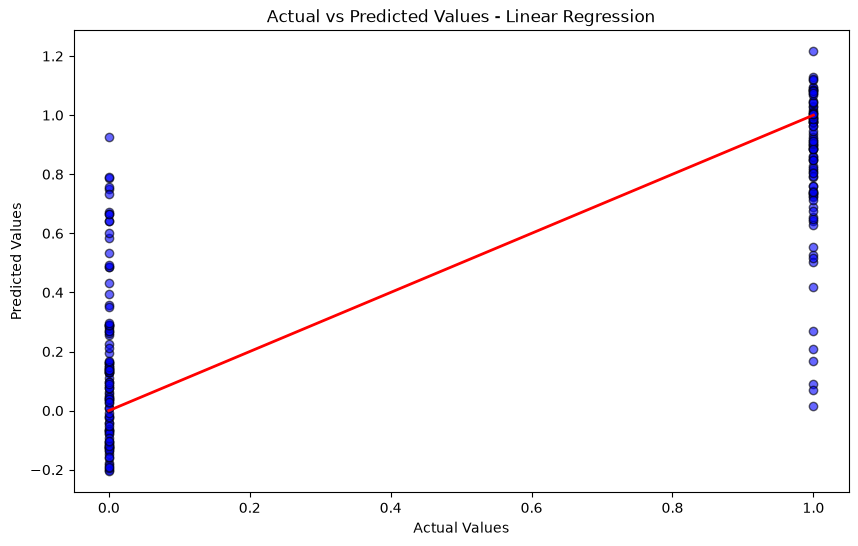 Actual vs Predicted Values - Linear Regression
Predicted Values
1.2
1.0
0.8
0.6
0.4
0.2
0.0
−0.2
0.0 0.2 0.4 0.6 0.8 1.0
Actual Values